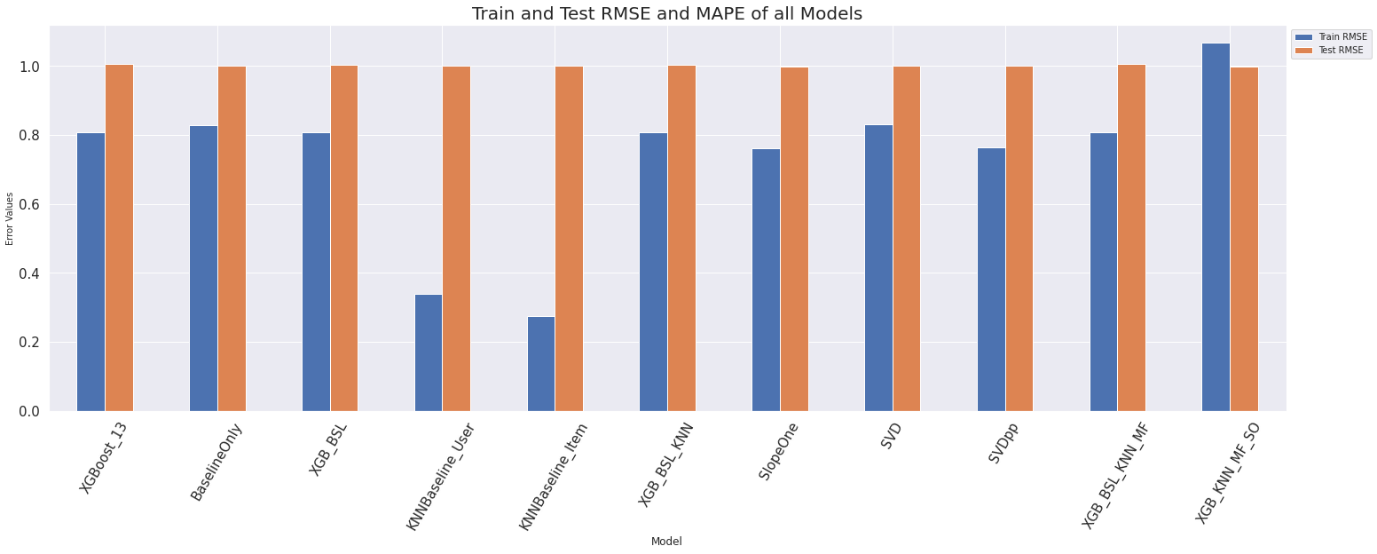 Train and Test RMSE and MAPE of all Models
Train RMSE
Test RMSE
Error Values
1.0
0.8
0.6
0.4
0.2
0.0
XGBoost_13
BaselineOnly
XGB_BSL
KNNBaseline_User
KNNBaseline_Item
XGB_BSL_KNN
SlopeOne
SVD
SVDpp
XGB_BSL_KNN_MF
XGB_KNN_MF_SO
Model